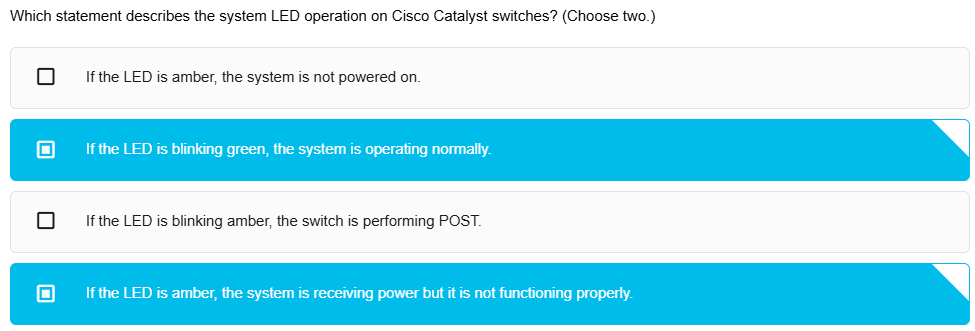 Which statement describes the system LED operation on Cisco Catalyst switches? (Choose two.)
If the LED is amber, the system is not powered on.
If the LED is blinking green, the system is operating normally.
If the LED is blinking amber, the switch is performing POST.
If the LED is amber, the system is receiving power but it is not functioning properly.